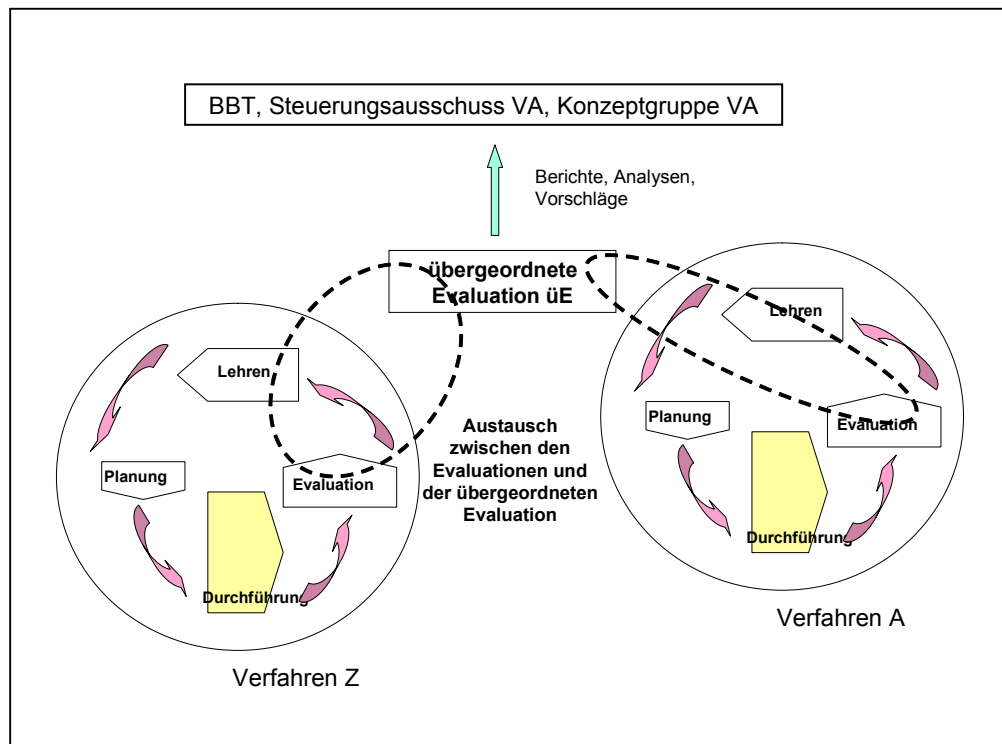 BBT, Steuerungsausschuss VA, Konzeptgruppe VA
Berichte, Analysen,
Vorschläge
übergeordnete
Evaluation üE
Lehren
Planung
Evaluation
Durchführung
Verfahren A
Lehren
Planung
Evaluation
Durchführung
Verfahren Z
Austausch
zwischen den
Evaluationen und
der übergeordneten
Evaluation